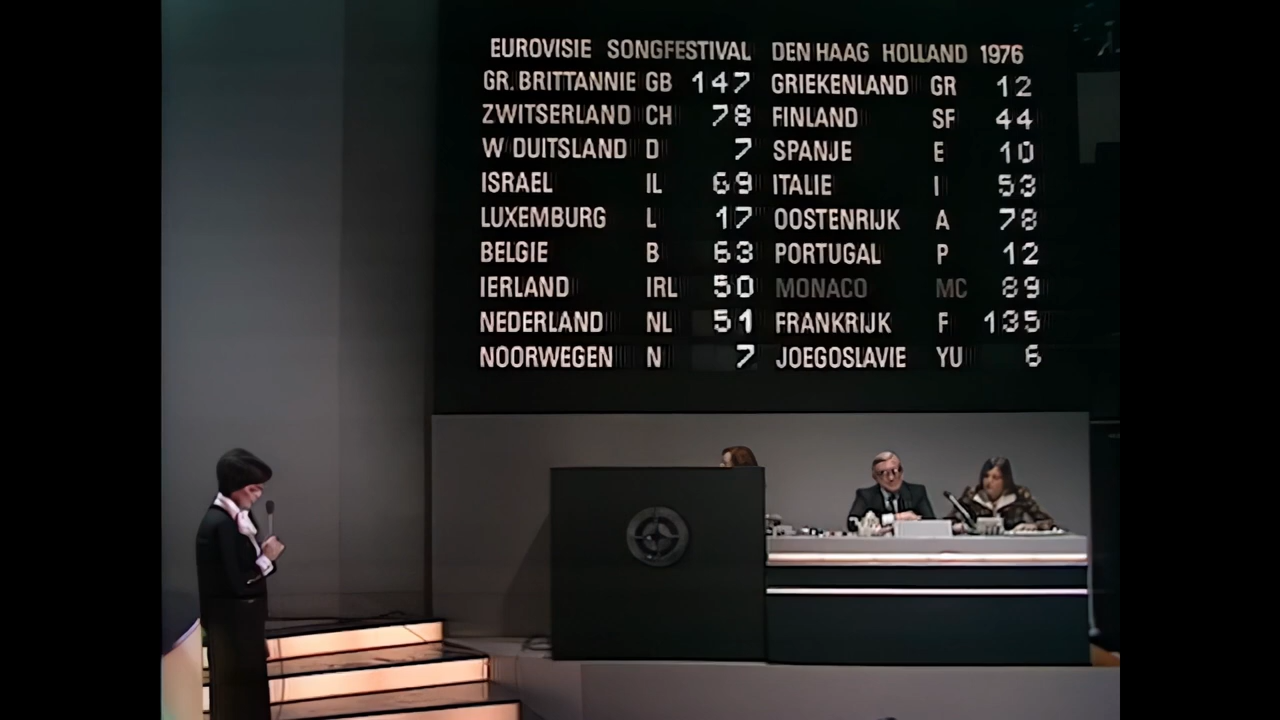 EUROVISIE SONGFESTIVAL DEN HAAG HOLLAND 1976
GR. BRITTANNIE GB 147 GRIEKENLAND GR 12
ZWITSERLAND CH 78 FINLAND SF 44
W DUITSLAND D 7 SPANJE E 10
ISRAEL IL 69 ITALIE I 53
LUXEMBURG L 17 OOSTENRIJK A 78
BELGIE B 63 PORTUGAL P 12
IERLAND IRL 50 MONACO MC 89
NEDERLAND NL 51 FRANKRIJK F 135
NOORWEGEN N 7 JOEGOSLAVIE YU 6